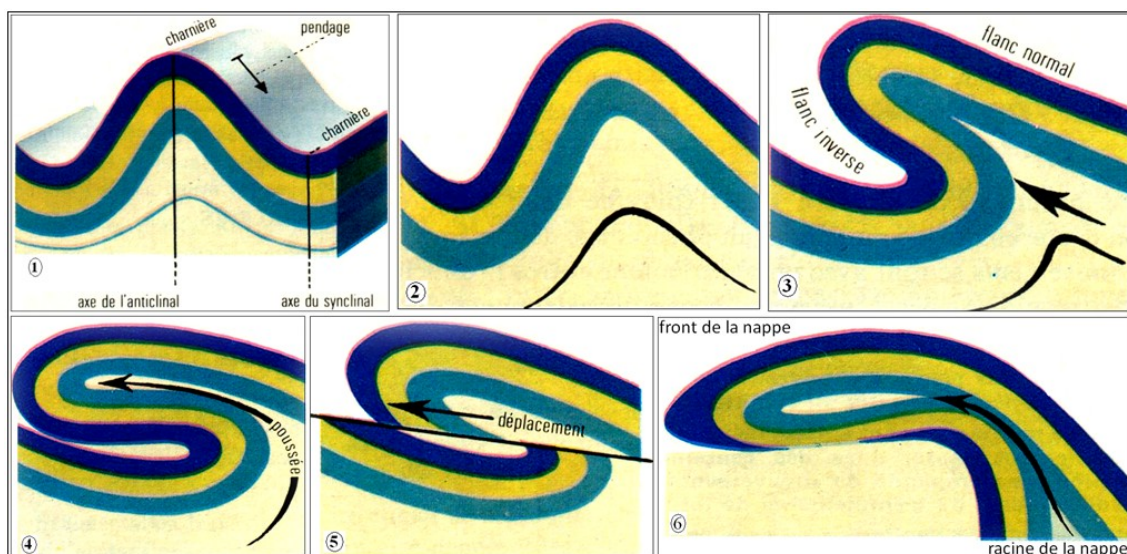 charnière
pendage
charnière
①
axe de l'anticlinal
axe du synclinal
②
flanc normal
flanc inverse
③
④
poussée
⑤
déplacement
front de la nappe
⑥
racine de la nappe